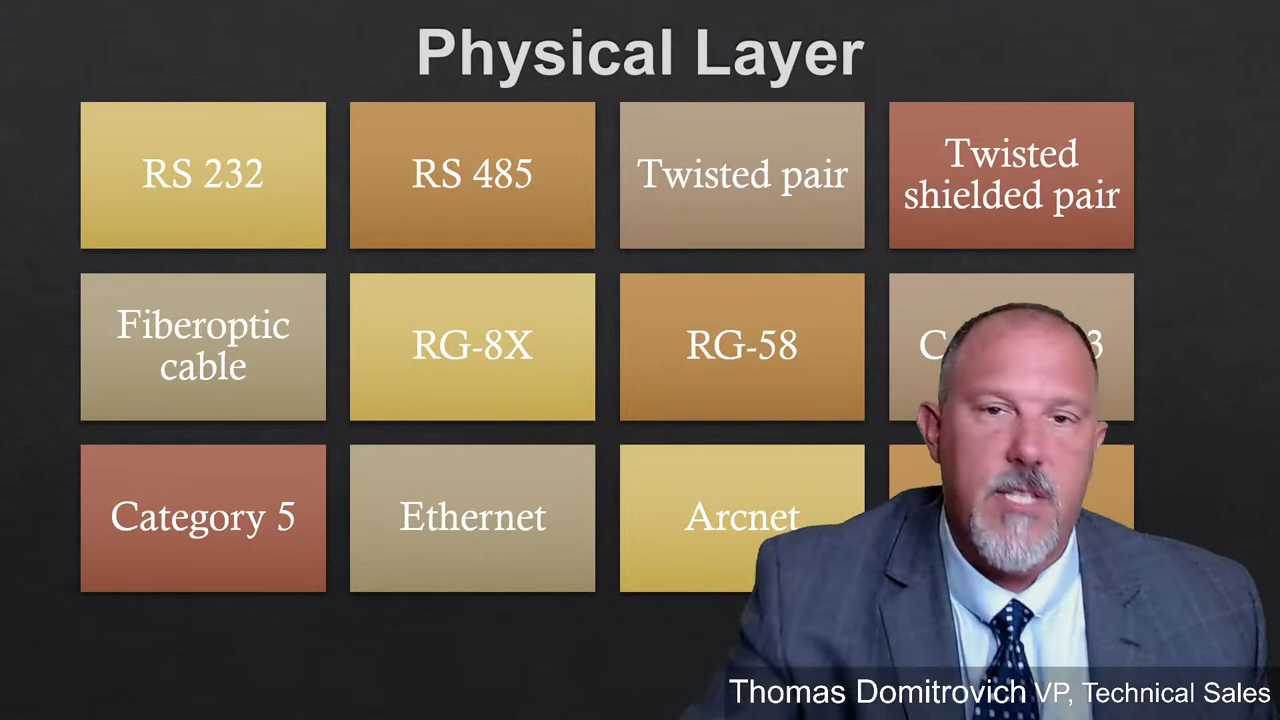 Physical Layer
RS 232
RS 485
Twisted pair
Twisted
shielded pair
Fiberoptic
cable
RG-8X
RG-58
Category 5
Ethernet
Arcnet
Thomas Domitrovich VP, Technical Sales